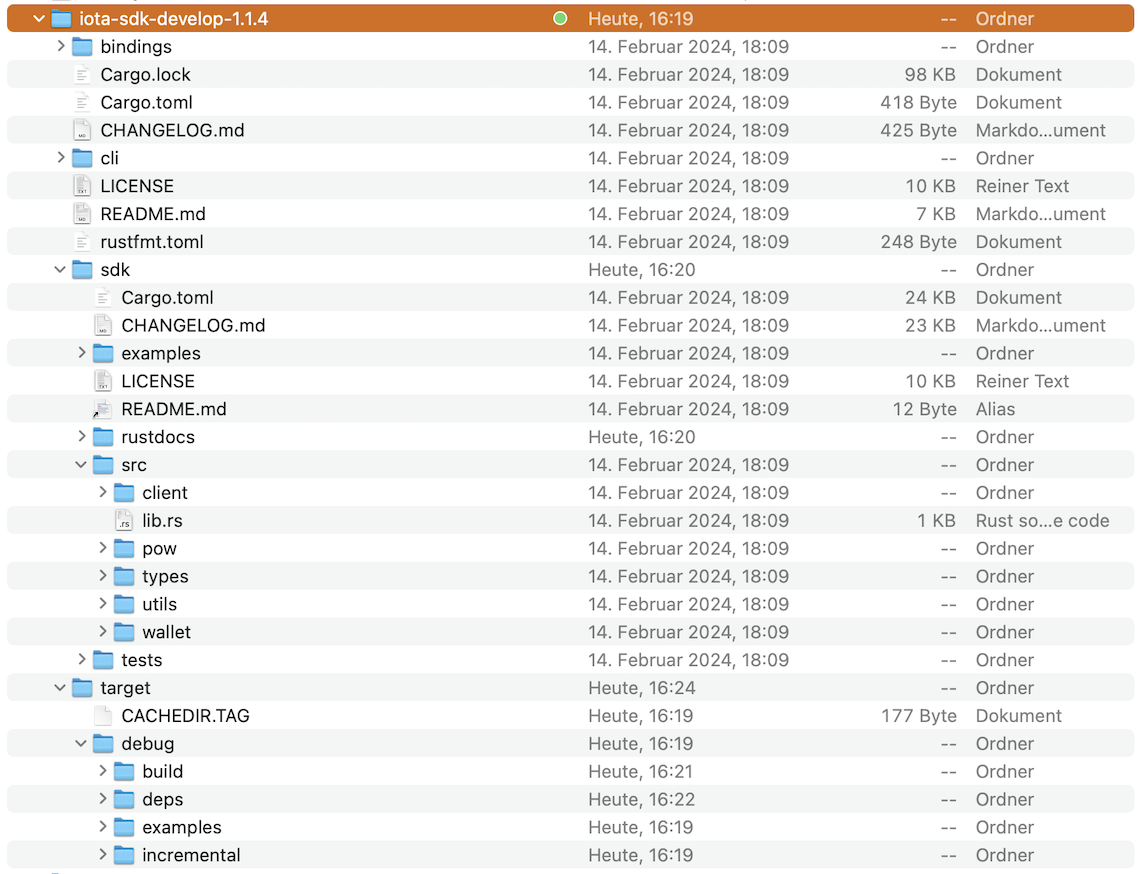 iota-sdk-develop-1.1.4 Heute, 16:19 -- Ordner
bindings 14. Februar 2024, 18:09 -- Ordner
Cargo.lock 14. Februar 2024, 18:09 98 KB Dokument
Cargo.toml 14. Februar 2024, 18:09 418 Byte Dokument
CHANGELOG.md 14. Februar 2024, 18:09 425 Byte Markdo...ument
cli 14. Februar 2024, 18:09 -- Ordner
LICENSE 14. Februar 2024, 18:09 10 KB Reiner Text
README.md 14. Februar 2024, 18:09 7 KB Markdo...ument
rustfmt.toml 14. Februar 2024, 18:09 248 Byte Dokument
sdk Heute, 16:20 -- Ordner
Cargo.toml 14. Februar 2024, 18:09 24 KB Dokument
CHANGELOG.md 14. Februar 2024, 18:09 23 KB Markdo...ument
examples 14. Februar 2024, 18:09 -- Ordner
LICENSE 14. Februar 2024, 18:09 10 KB Reiner Text
README.md 14. Februar 2024, 18:09 12 Byte Alias
rustdocs Heute, 16:20 -- Ordner
src 14. Februar 2024, 18:09 -- Ordner
client 14. Februar 2024, 18:09 -- Ordner
lib.rs 14. Februar 2024, 18:09 1 KB Rust so...e code
pow 14. Februar 2024, 18:09 -- Ordner
types 14. Februar 2024, 18:09 -- Ordner
utils 14. Februar 2024, 18:09 -- Ordner
wallet 14. Februar 2024, 18:09 -- Ordner
tests 14. Februar 2024, 18:09 -- Ordner
target Heute, 16:24 -- Ordner
CACHEDIR.TAG Heute, 16:19 177 Byte Dokument
debug Heute, 16:19 -- Ordner
build Heute, 16:21 -- Ordner
deps Heute, 16:22 -- Ordner
examples Heute, 16:19 -- Ordner
incremental Heute, 16:19 -- Ordner